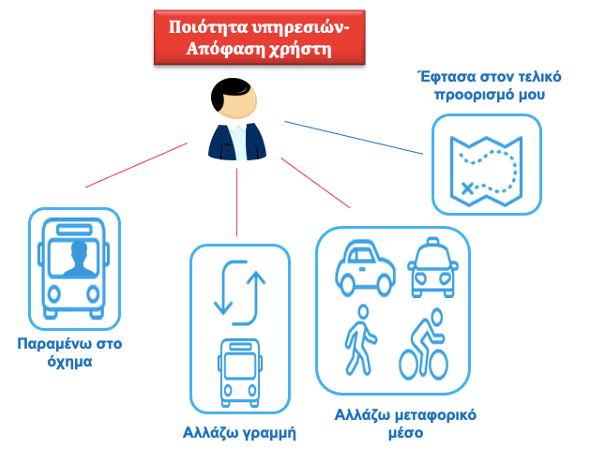 Ποιότητα υπηρεσιών-
Απόφαση χρήστη
Έφτασα στον τελικό
προορισμό μου
Παραμένω στο
όχημα
Αλλάζω γραμμή
Αλλάζω μεταφορικό
μέσο